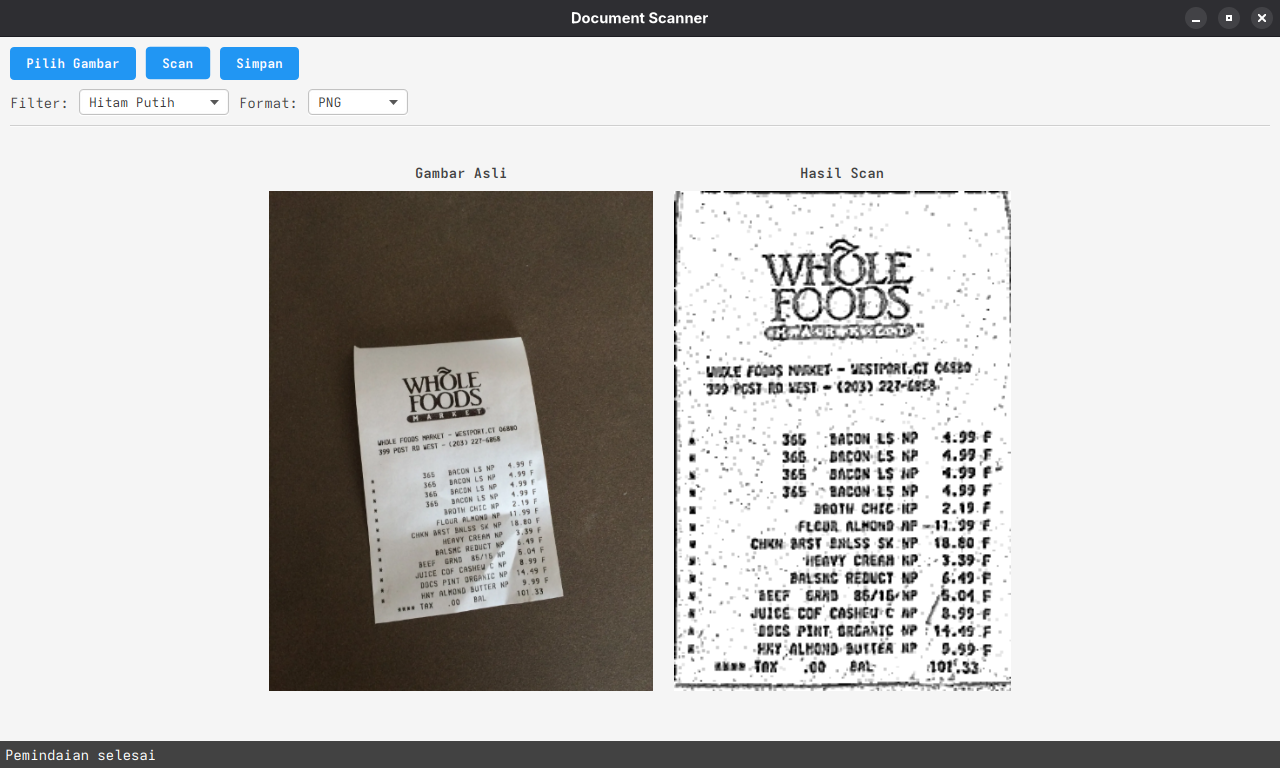 Document Scanner
Pilih Gambar Scan Simpan
Filter: Hitam Putih Format: PNG
Gambar Asli
WHOLE
FOODS
MARKET
WHOLE FOODS MARKET - WESTPORT,CT 06880
399 POST RD WEST - (203) 227-6858
365 BACON LS NP 4.99 F
365 BACON LS NP 4.99 F
365 BACON LS NP 4.99 F
365 BACON LS NP 4.99 F
BROTH CHIC NP 2.19 F
FLOUR ALMOND NP 11.99 F
CHKN BRST BNLSS SK NP 18.80 F
HEAVY CREAM NP 3.39 F
BALSMC REDUCT NP 6.49 F
BEEF GRND 85/15 NP 5.04 F
JUICE COF CASHEW C NP 8.99 F
DOCS PINT ORGANIC NP 14.49 F
HNY ALMOND BUTTER NP 9.99 F
**** TAX .00 BAL 101.33
Hasil Scan
WHOLE
FOODS
MARKET
WHOLE FOODS MARKET - WESTPORT,CT 06880
399 POST RD WEST - (203) 227-6858
365 BACON LS NP 4.99 F
365 BACON LS NP 4.99 F
365 BACON LS NP 4.99 F
365 BACON LS NP 4.99 F
BROTH CHIC NP 2.19 F
FLOUR ALMOND NP 11.99 F
CHKN BRST BNLSS SK NP 18.80 F
HEAVY CREAM NP 3.39 F
BALSMC REDUCT NP 6.49 F
BEEF GRND 85/15 NP 5.04 F
JUICE COF CASHEW C NP 8.99 F
DOCS PINT ORGANIC NP 14.49 F
HNY ALMOND BUTTER NP 9.99 F
**** TAX .00 BAL 101.33
Pemindaian selesai